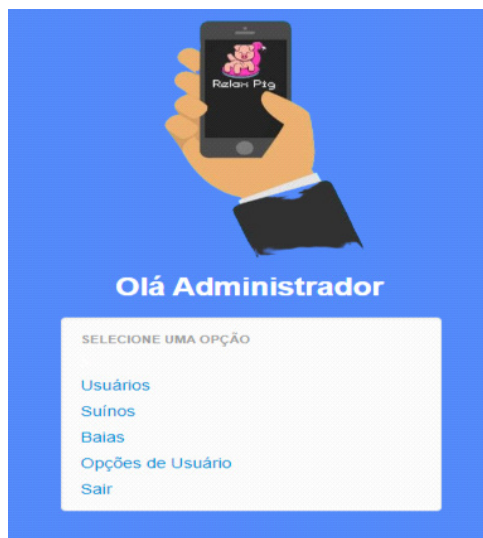 Relax Pig
Olá Administrador
SELECIONE UMA OPÇÃO
Usuários
Suínos
Baias
Opções de Usuário
Sair